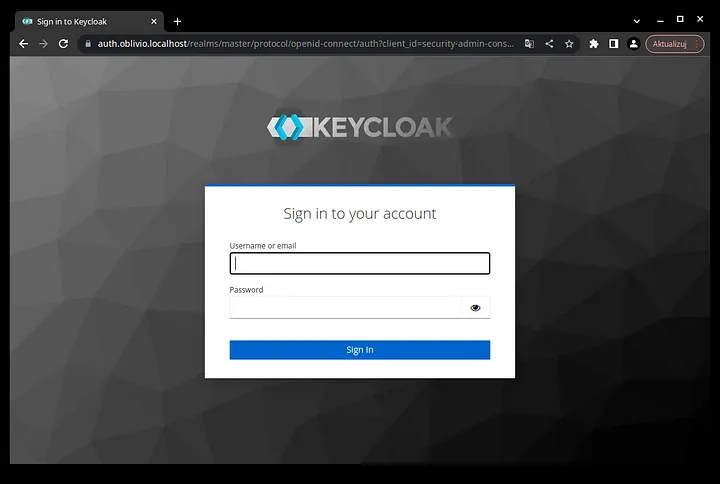 Sign in to Keycloak
auth.oblivio.localhost/realms/master/protocol/openid-connect/auth?client_id=security-admin-cons...
Aktualizuj
KEYCLOAK
Sign in to your account
Username or email
Password
Sign In